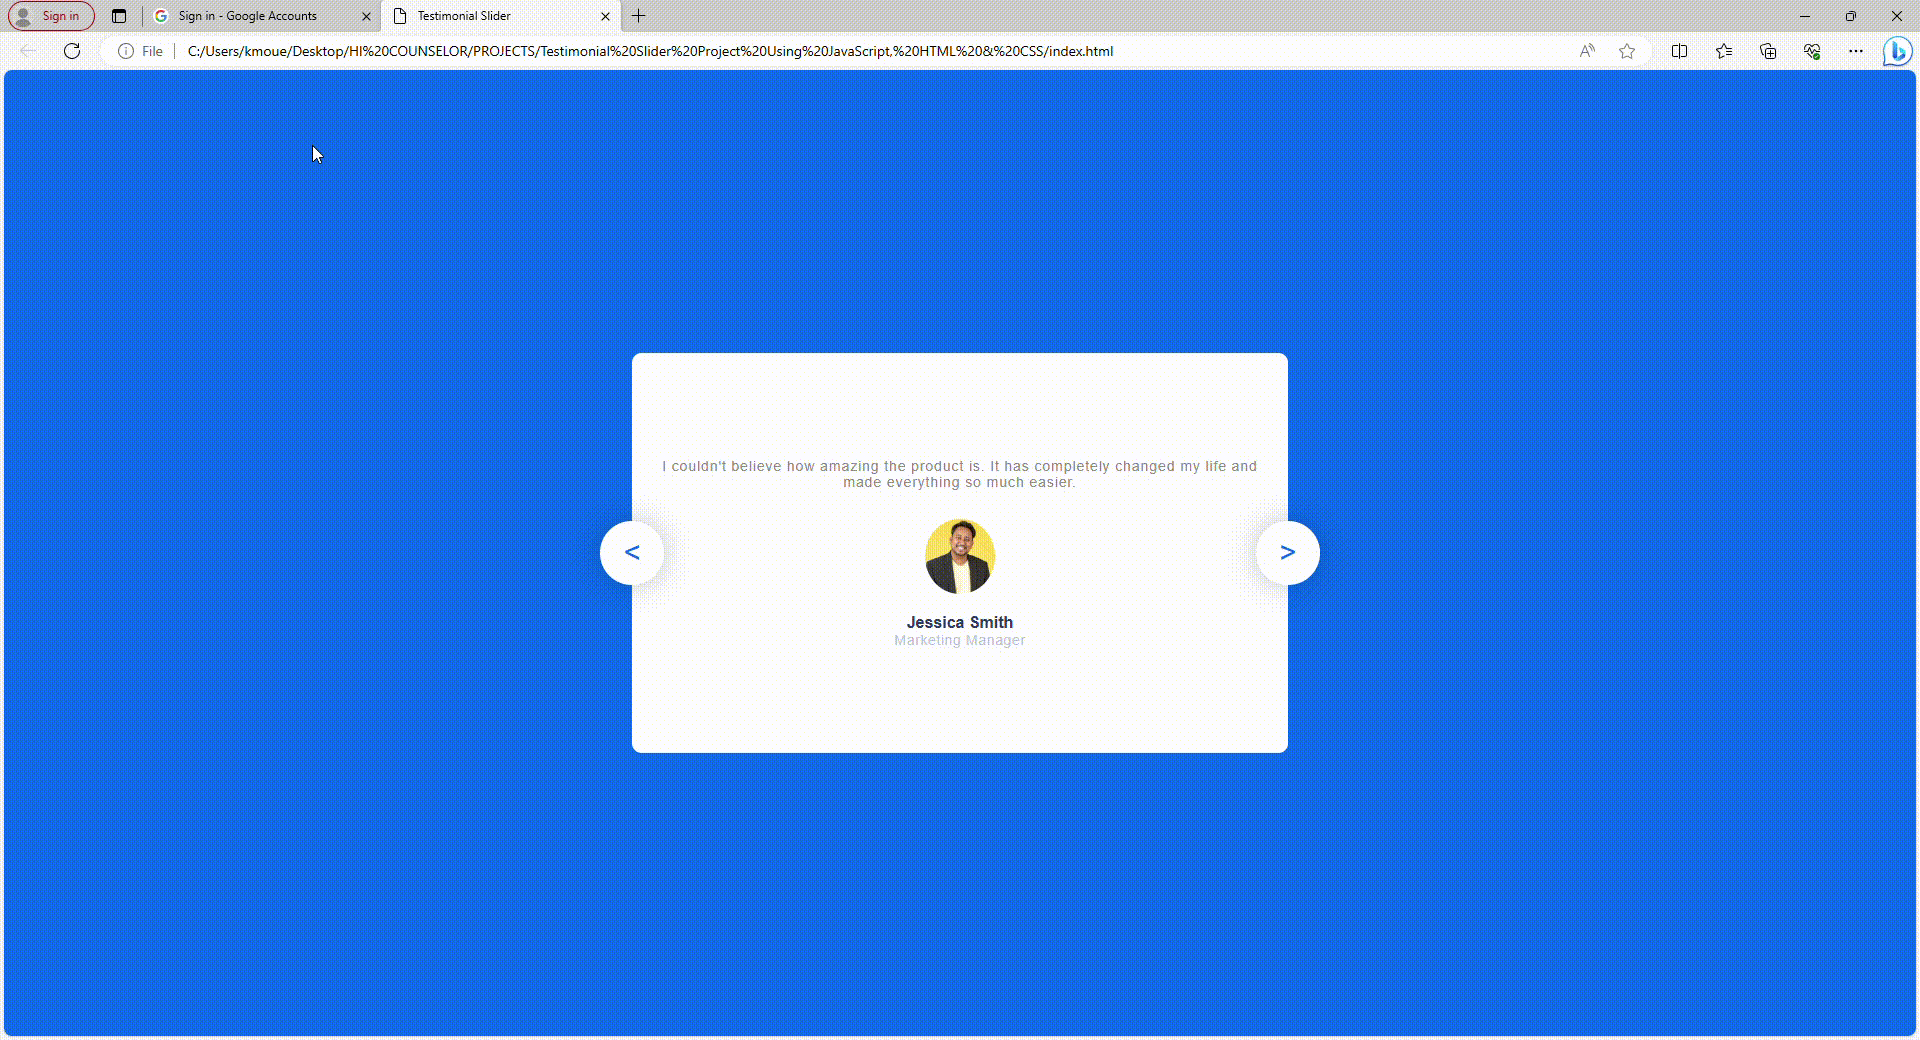 Sign in
Sign in - Google Accounts
Testimonial Slider
File
C:/Users/kmoue/Desktop/HI%20COUNSELOR/PROJECTS/Testimonial%20Slider%20Project%20Using%20JavaScript,%20HTML%20&%20CSS/index.html
I couldn't believe how amazing the product is. It has completely changed my life and
made everything so much easier.
<
>
Jessica Smith
Marketing Manager